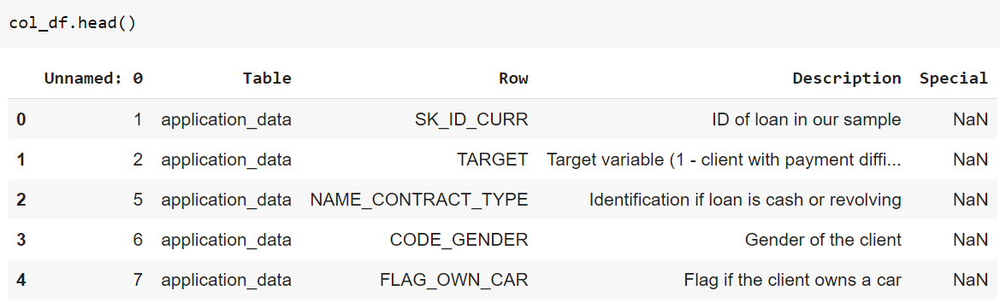 col_df.head()
Unnamed: 0 Table Row Description Special
0 1 application_data SK_ID_CURR ID of loan in our sample NaN
1 2 application_data TARGET Target variable (1 - client with payment diffi... NaN
2 5 application_data NAME_CONTRACT_TYPE Identification if loan is cash or revolving NaN
3 6 application_data CODE_GENDER Gender of the client NaN
4 7 application_data FLAG_OWN_CAR Flag if the client owns a car NaN